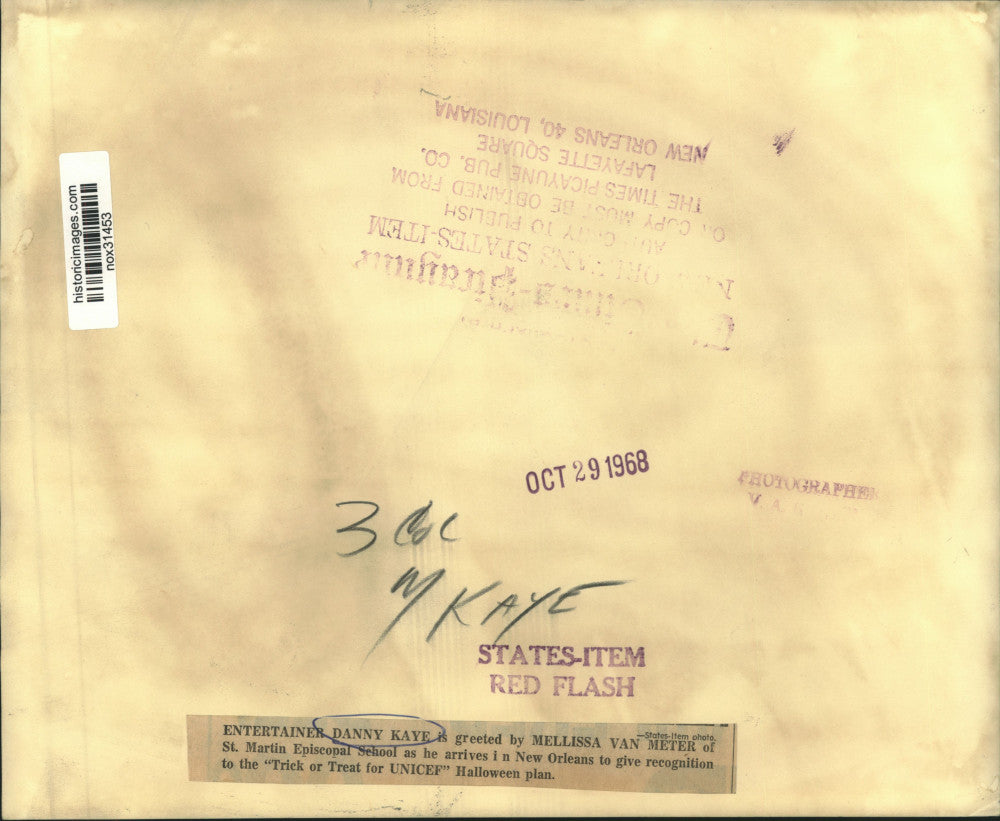 historicimages.com
nox31453
NEW ORLEANS 40, LOUISIANA
LAFAYETTE SQUARE
THE TIMES PICAYUNE PUB. CO.
COPY MUST BE OBTAINED FROM
TO PUBLISH
ORLEANS STATES-ITEM
Picayune
OCT 29 1968
PHOTOGRAPHER
V. A.
3 Col
M KAYE
STATES-ITEM
RED FLASH
—States-Item photo.
ENTERTAINER DANNY KAYE is greeted by MELLISSA VAN METER of
St. Martin Episcopal School as he arrives i n New Orleans to give recognition
to the “Trick or Treat for UNICEF” Halloween plan.